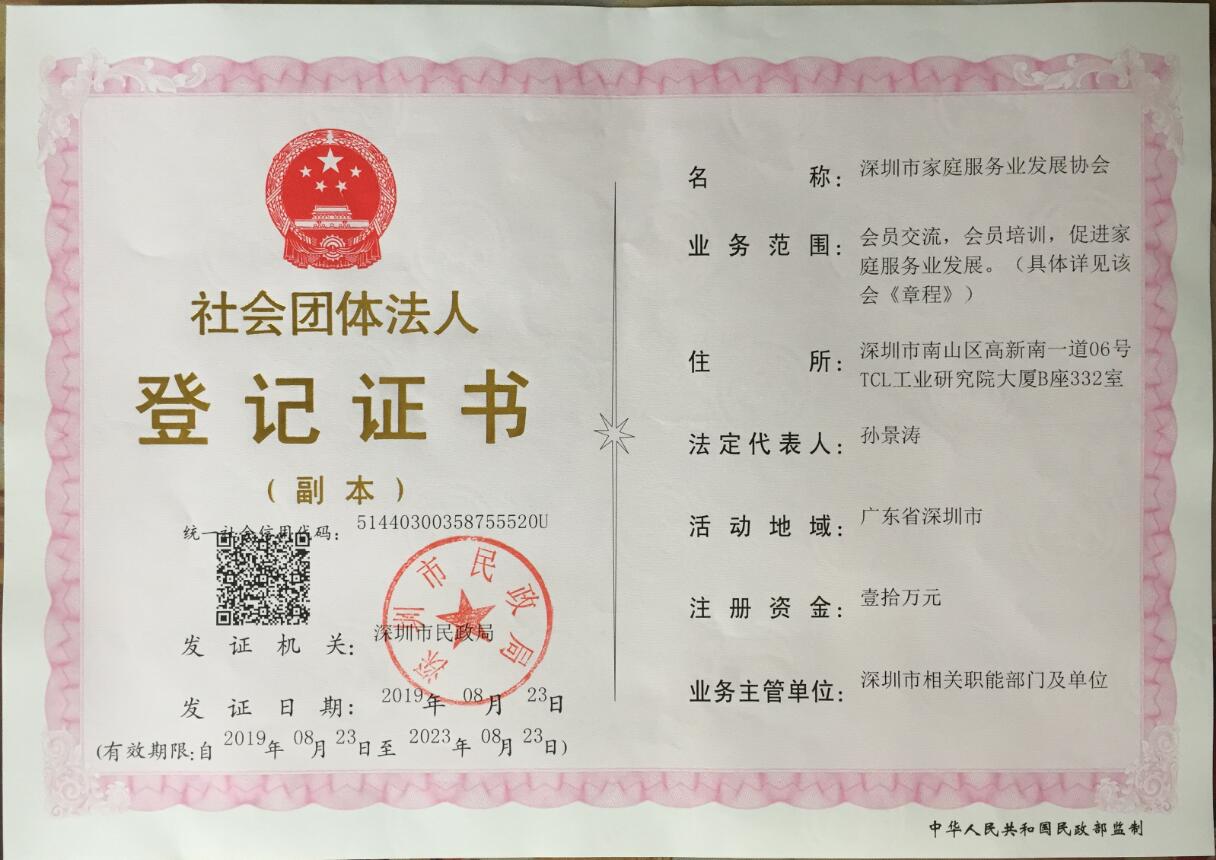 社会团体法人
登记证书
(副本)
统一社会信用代码: 51440300358755520U
深圳市民政局
发证机关: 深圳市民政局
发证日期: 2019年 08月 23日
(有效期限:自 2019年 08月 23日至 2023年 08月 23日)
名称: 深圳市家庭服务业发展协会
业务范围: 会员交流，会员培训，促进家
庭服务业发展。（具体详见该
会《章程》）
住所: 深圳市南山区高新南一道06号
TCL工业研究院大厦B座332室
法定代表人: 孙景涛
活动地域: 广东省深圳市
注册资金: 壹拾万元
业务主管单位: 深圳市相关职能部门及单位
中华人民共和国民政部监制